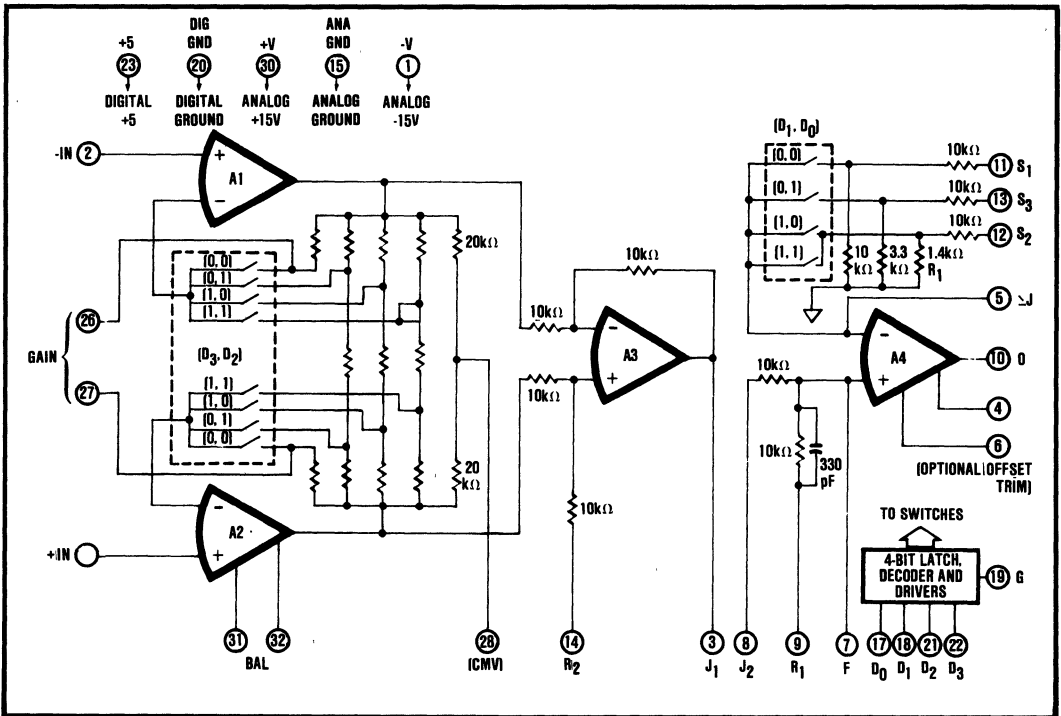 +5
23
DIGITAL
+5
DIG
GND
20
DIGITAL
GROUND
+V
30
ANALOG
+15V
ANA
GND
15
ANALOG
GROUND
-V
1
ANALOG
-15V
-IN 2
+
A1
−
20kΩ
(0, 0)
(0, 1)
(1, 0)
(1, 1)
26
GAIN
27
(D3, D2)
(1, 1)
(1, 0)
(0, 1)
(0, 0)
20
kΩ
−
A2
+
+IN
31
32
BAL
28
(CMV)
10kΩ
10kΩ
−
A3
+
10kΩ
10kΩ
14
R2
3
J1
(D1, D0)
(0, 0)
(0, 1)
(1, 0)
(1, 1)
10kΩ
11 S1
10kΩ
13 S3
10kΩ
12 S2
10
kΩ
3.3
kΩ
1.4kΩ
R1
5 ΣJ
−
A4
+
10 O
4
6
(OPTIONAL OFFSET
TRIM)
10kΩ
10kΩ
330
pF
8
J2
9
R1
7
F
TO SWITCHES
4-BIT LATCH,
DECODER AND
DRIVERS
19 G
17
D0
18
D1
21
D2
22
D3